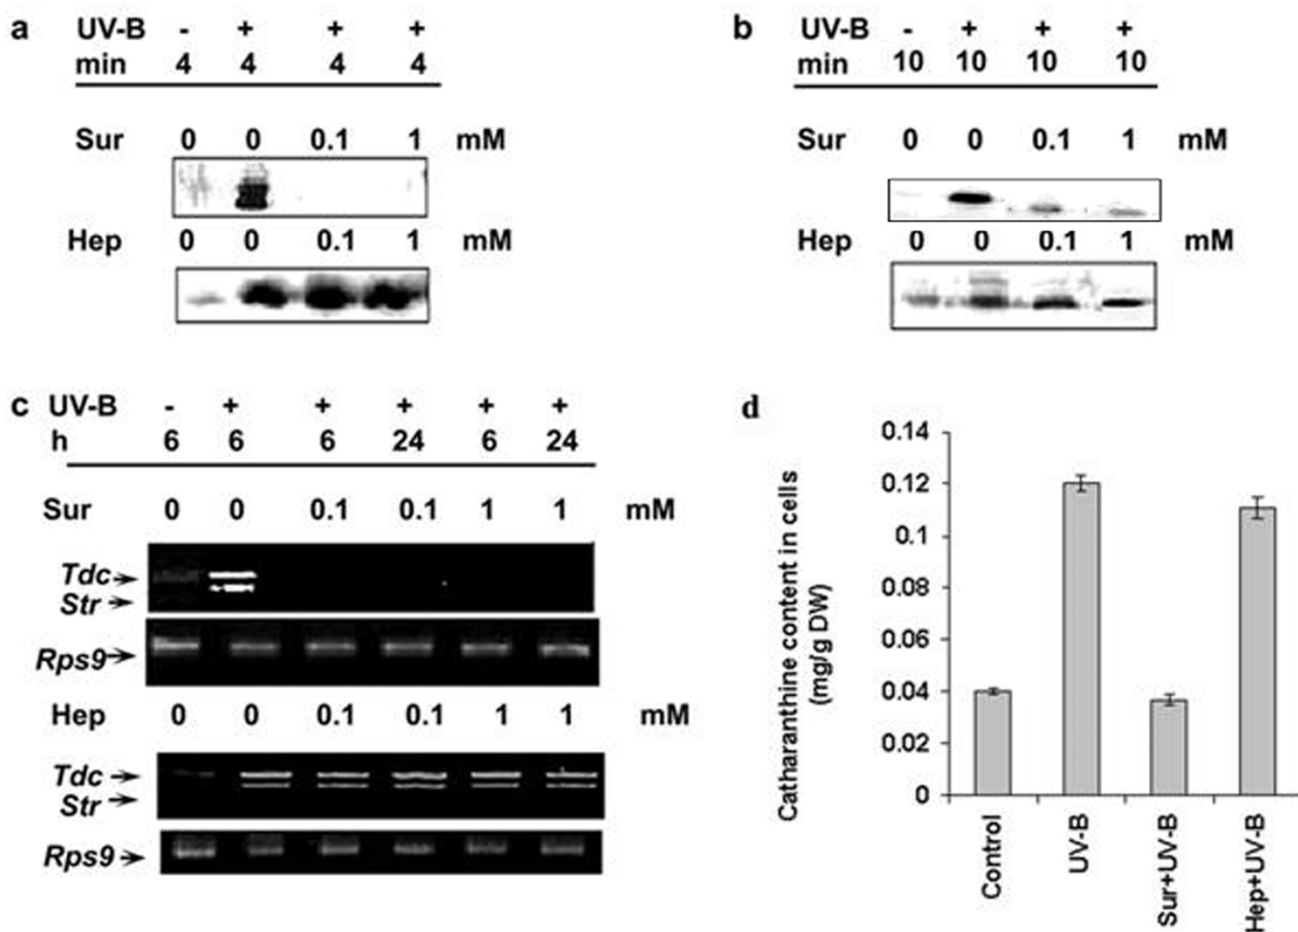 a
UV-B - + + +
min 4 4 4 4
Sur 0 0 0.1 1 mM
Hep 0 0 0.1 1 mM
b
UV-B - + + +
min 10 10 10 10
Sur 0 0 0.1 1 mM
Hep 0 0 0.1 1 mM
c
UV-B - + + + + +
h 6 6 6 24 6 24
Sur 0 0 0.1 0.1 1 1 mM
Tdc
Str
Rps9
Hep 0 0 0.1 0.1 1 1 mM
Tdc
Str
Rps9
d
Catharanthine content in cells
(mg/g DW)
0.14
0.12
0.1
0.08
0.06
0.04
0.02
0
Control
UV-B
Sur+UV-B
Hep+UV-B